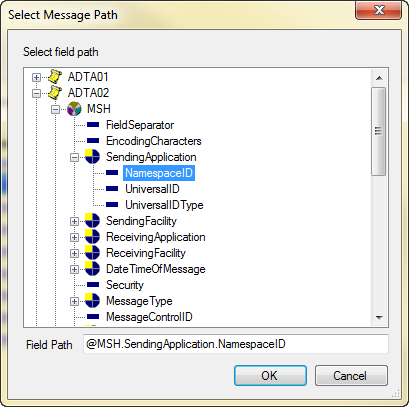 Select Message Path
Select field path
ADTA01
ADTA02
MSH
FieldSeparator
EncodingCharacters
SendingApplication
NamespaceID
UniversalID
UniversalIDType
SendingFacility
ReceivingApplication
ReceivingFacility
DateTimeOfMessage
Security
MessageType
MessageControlID
Field Path @MSH.SendingApplication.NamespaceID
OK Cancel